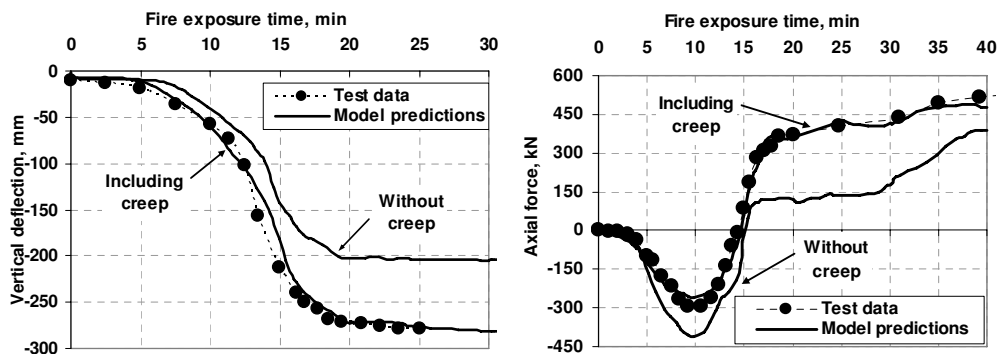 Fire exposure time, min
0 5 10 15 20 25 30
Vertical deflection, mm
0
-50
-100
-150
-200
-250
-300
Test data
Model predictions
Including
creep
Without
creep
Fire exposure time, min
0 5 10 15 20 25 30 35 40
Axial force, kN
600
450
300
150
0
-150
-300
-450
Including
creep
Without
creep
Test data
Model predictions